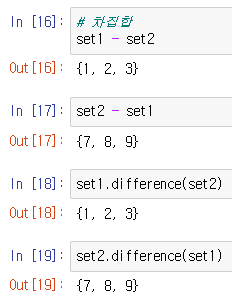 In [16]: # 차집합
set1 - set2
Out[16]: {1, 2, 3}
In [17]: set2 - set1
Out[17]: {7, 8, 9}
In [18]: set1.difference(set2)
Out[18]: {1, 2, 3}
In [19]: set2.difference(set1)
Out[19]: {7, 8, 9}